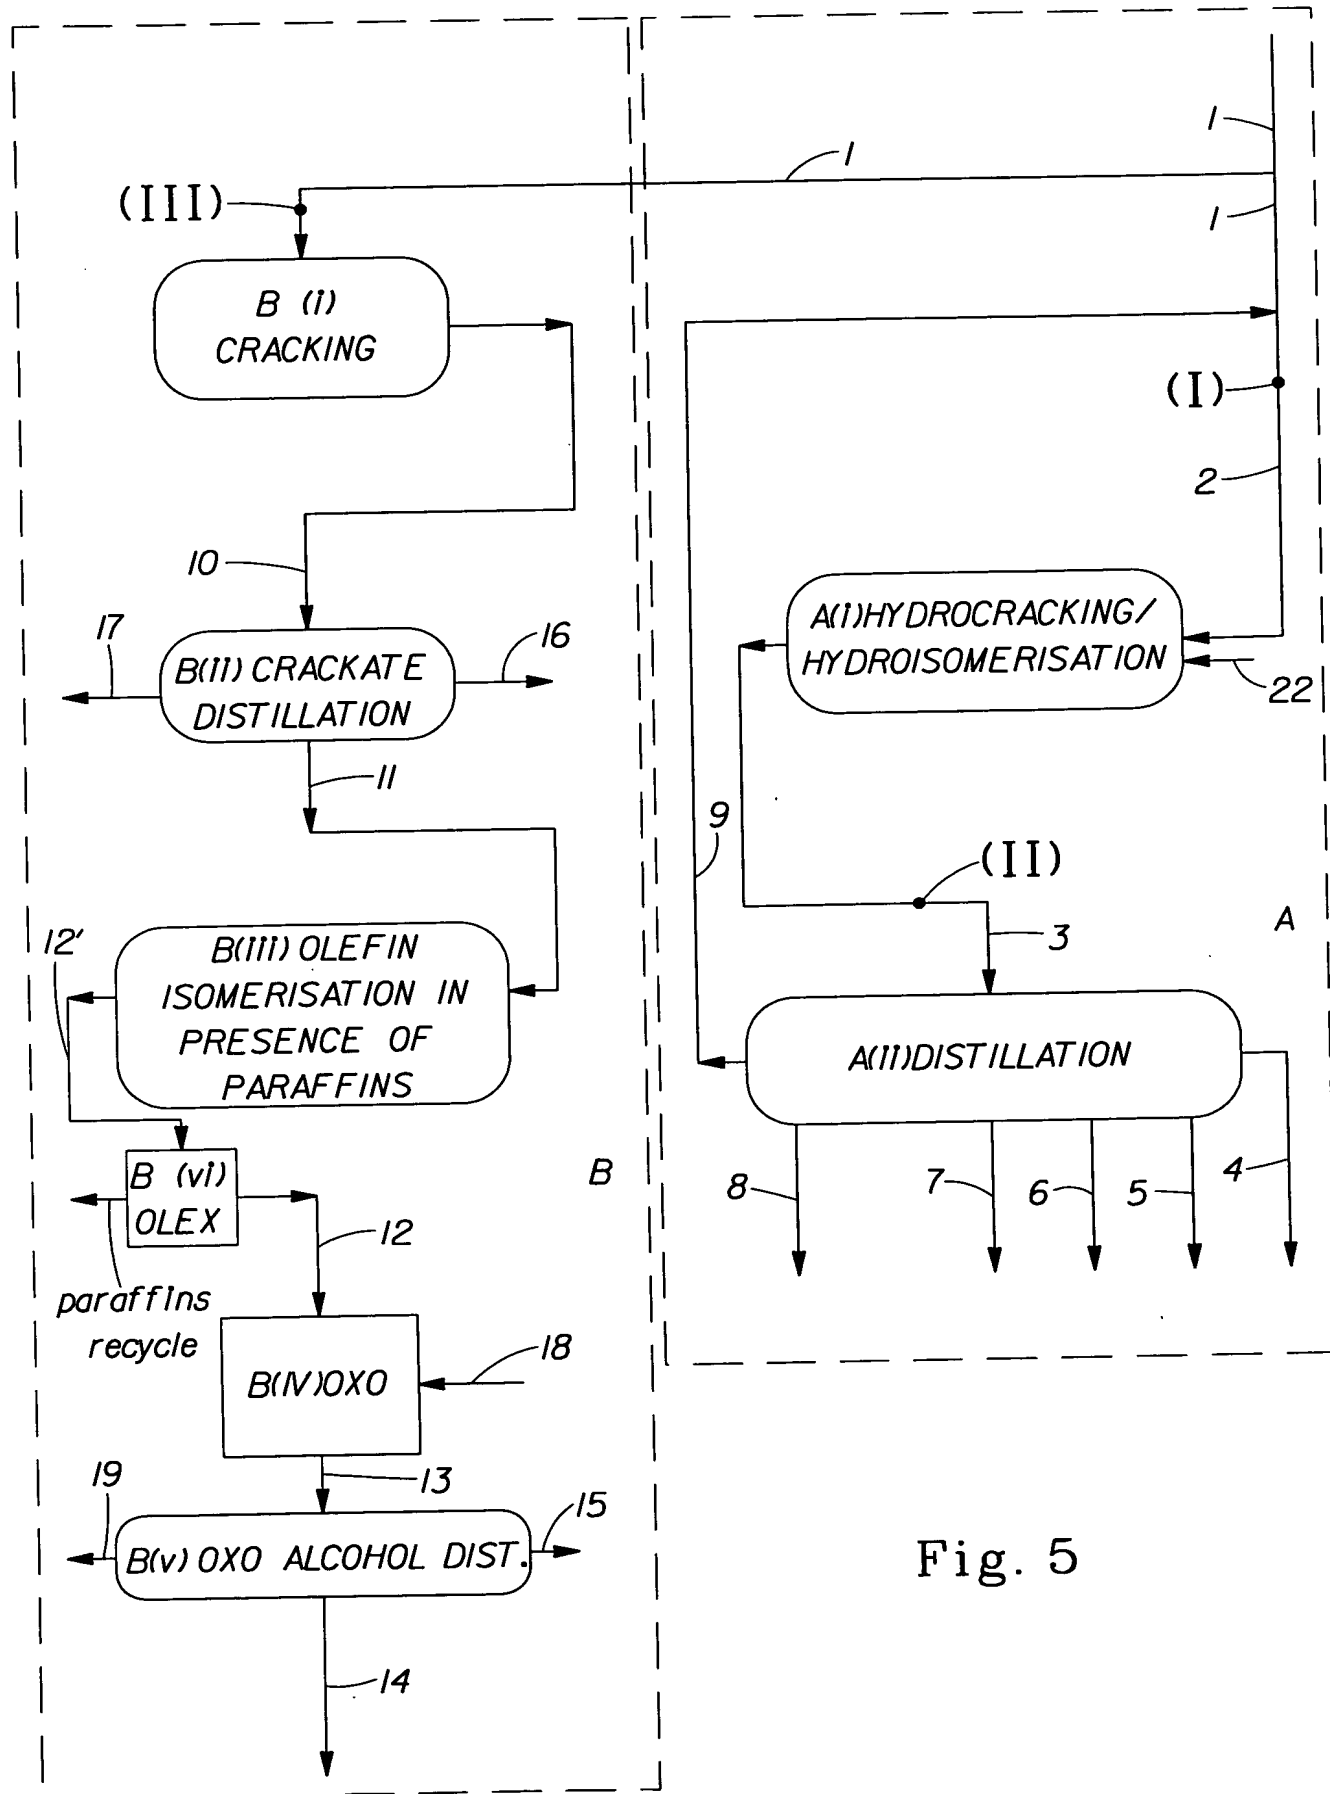 1
1
1
(III)
B (i)
CRACKING
(I)
2
10
A(i)HYDROCRACKING/
HYDROISOMERISATION
22
17
16
B(ii) CRACKATE
DISTILLATION
11
9
(II)
3
A
12'
B(iii) OLEFIN
ISOMERISATION IN
PRESENCE OF
PARAFFINS
A(ii)DISTILLATION
B (vi)
OLEX
B
8
7
6
5
4
12
paraffins
recycle
18
B(IV)OXO
13
19
15
B(v) OXO ALCOHOL DIST.
Fig. 5
14